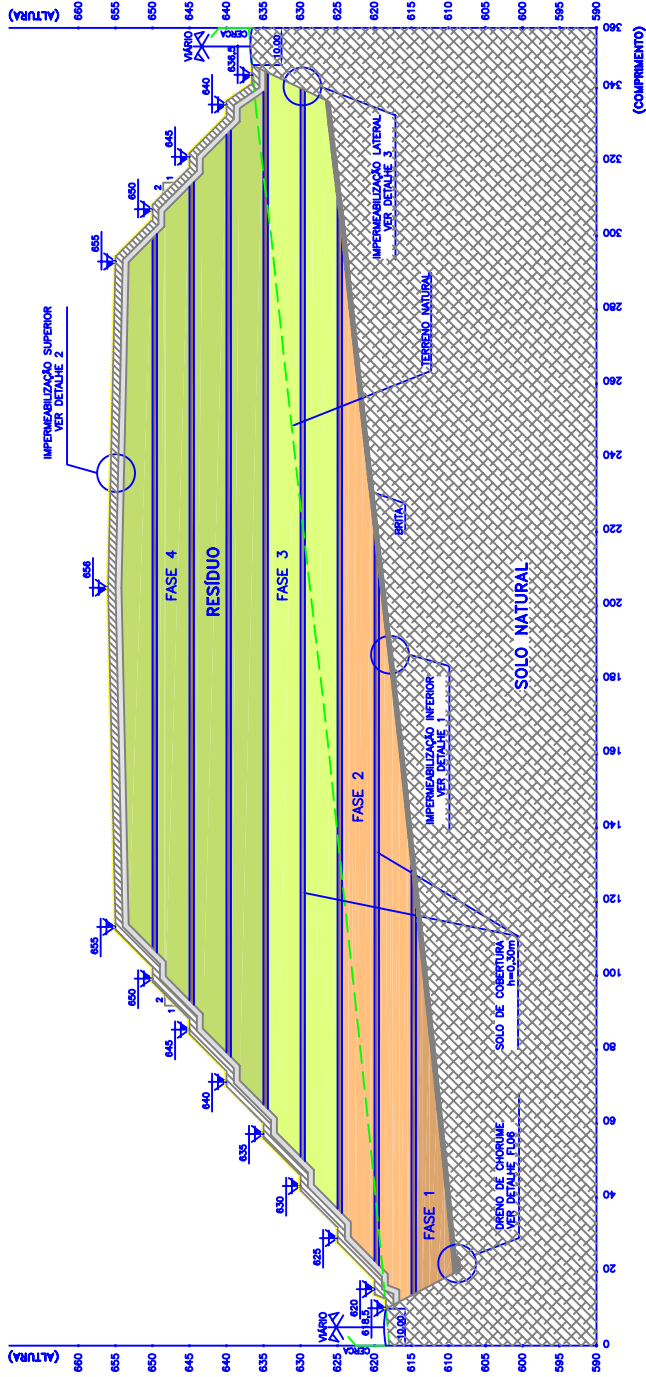 (ALTURA)
660
655
650
645
640
635
630
625
620
615
610
605
600
595
590
(ALTURA)
660
655
650
645
640
635
630
625
620
615
610
605
600
595
590
0
20
40
60
80
100
120
140
160
180
200
220
240
260
280
300
320
340
360
(COMPRIMENTO)
VIÁRIO
CERCA
10.00
618,5
620
625
630
635
640
645
650
655
656
655
650
645
640
636,5
VIÁRIO
CERCA
10.00
1
2
1
2
IMPERMEABILIZAÇÃO SUPERIOR
VER DETALHE 2
FASE 4
RESÍDUO
FASE 3
FASE 2
FASE 1
IMPERMEABILIZAÇÃO LATERAL
VER DETALHE 3
TERRENO NATURAL
BRITA
IMPERMEABILIZAÇÃO INFERIOR
VER DETALHE 1
SOLO DE COBERTURA
h=0,30m
DRENO DE CHORUME
VER DETALHE FL06
SOLO NATURAL